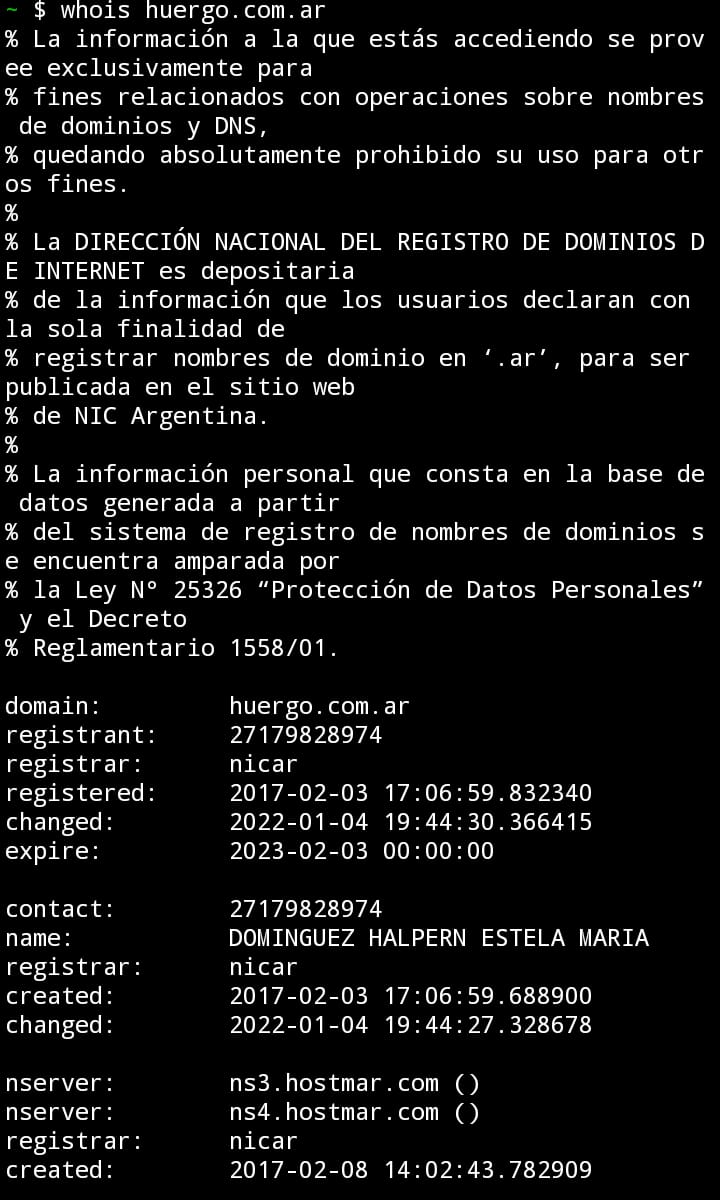 ~ $ whois huergo.com.ar
% La información a la que estás accediendo se prov
ee exclusivamente para
% fines relacionados con operaciones sobre nombres
 de dominios y DNS,
% quedando absolutamente prohibido su uso para otr
os fines.
%
% La DIRECCIÓN NACIONAL DEL REGISTRO DE DOMINIOS D
E INTERNET es depositaria
% de la información que los usuarios declaran con
la sola finalidad de
% registrar nombres de dominio en ‘.ar’, para ser
publicada en el sitio web
% de NIC Argentina.
%
% La información personal que consta en la base de
 datos generada a partir
% del sistema de registro de nombres de dominios s
e encuentra amparada por
% la Ley N° 25326 “Protección de Datos Personales”
 y el Decreto
% Reglamentario 1558/01.

domain:         huergo.com.ar
registrant:     27179828974
registrar:      nicar
registered:     2017-02-03 17:06:59.832340
changed:        2022-01-04 19:44:30.366415
expire:         2023-02-03 00:00:00

contact:        27179828974
name:           DOMINGUEZ HALPERN ESTELA MARIA
registrar:      nicar
created:        2017-02-03 17:06:59.688900
changed:        2022-01-04 19:44:27.328678

nserver:        ns3.hostmar.com ()
nserver:        ns4.hostmar.com ()
registrar:      nicar
created:        2017-02-08 14:02:43.782909